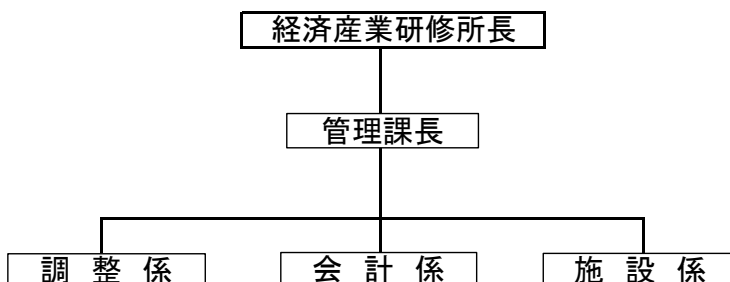 経済産業研修所長
管理課長
調整係 会計係 施設係